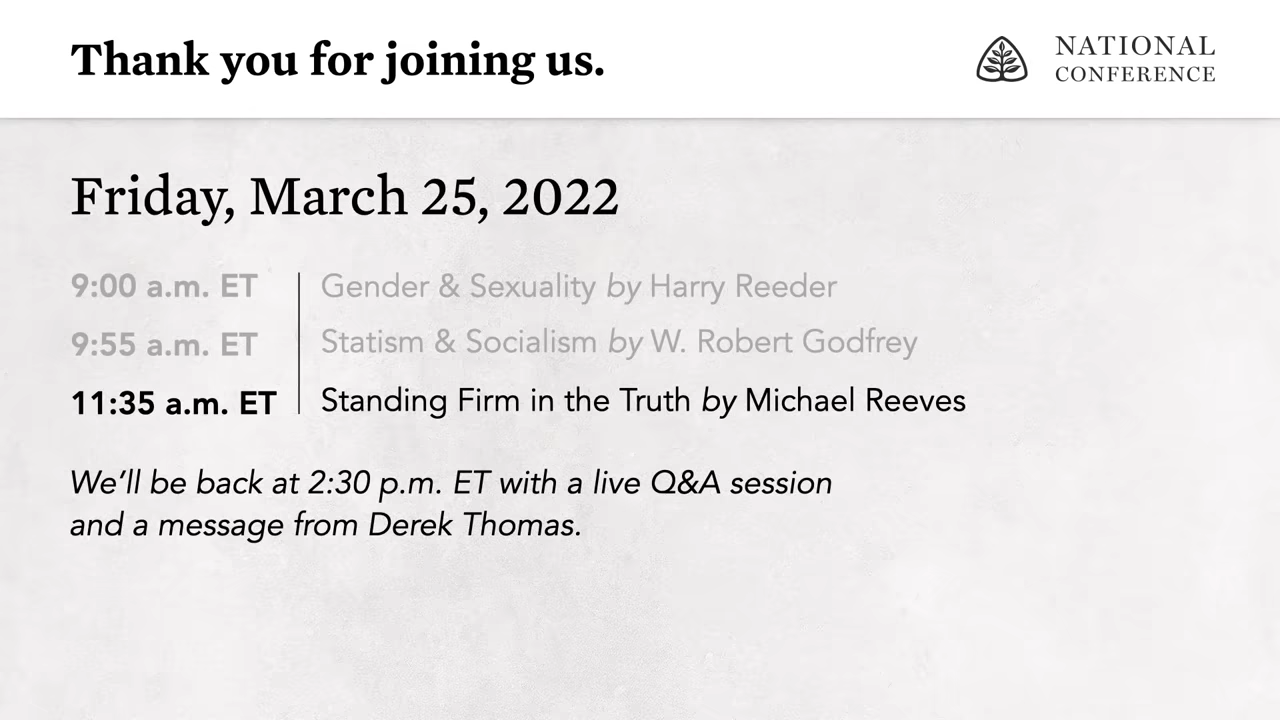 Thank you for joining us.
NATIONAL
CONFERENCE
Friday, March 25, 2022
9:00 a.m. ET Gender & Sexuality by Harry Reeder
9:55 a.m. ET Statism & Socialism by W. Robert Godfrey
11:35 a.m. ET Standing Firm in the Truth by Michael Reeves
We’ll be back at 2:30 p.m. ET with a live Q&A session
and a message from Derek Thomas.